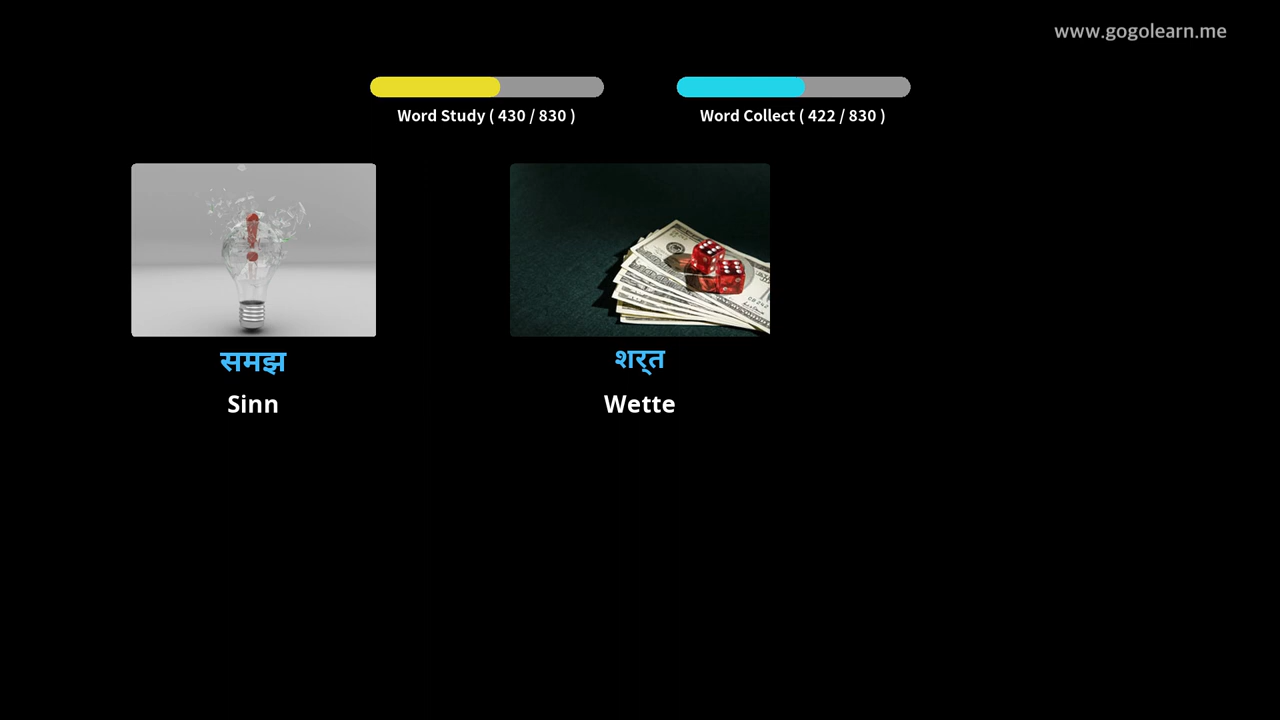 www.gogolearn.me
Word Study ( 430 / 830 )
Word Collect ( 422 / 830 )
समझ
शर्त
Sinn
Wette